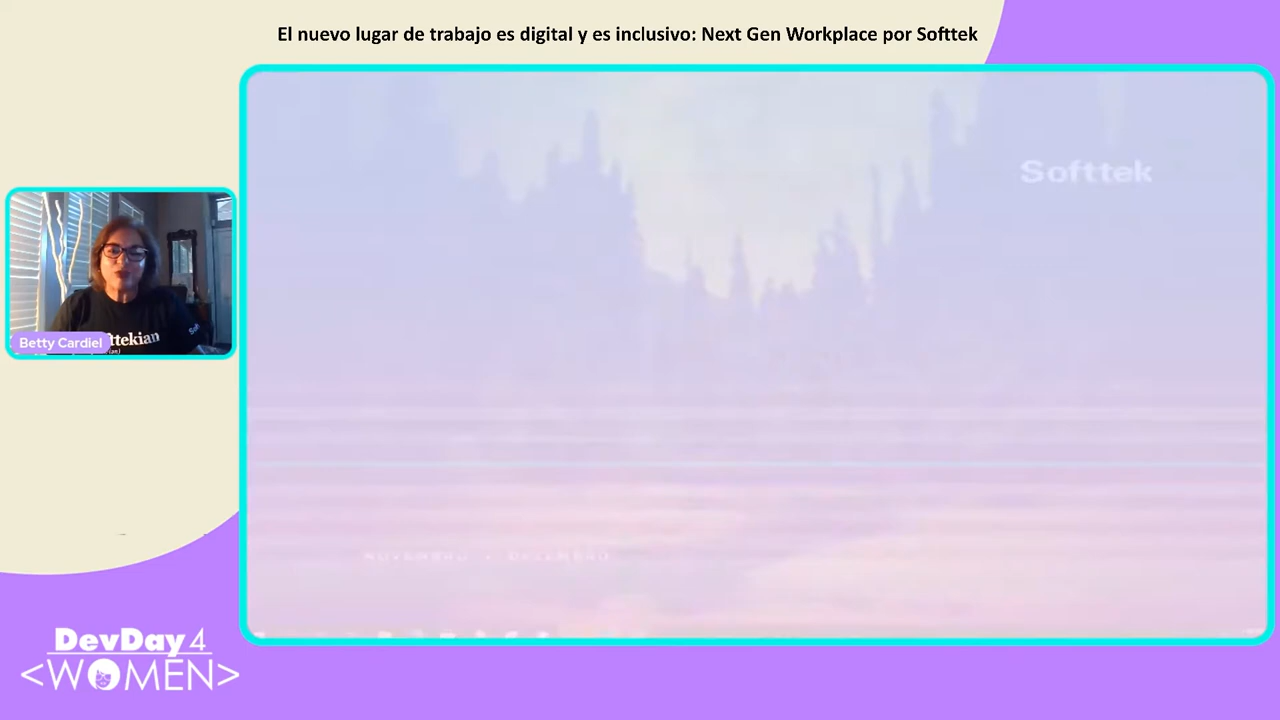 El nuevo lugar de trabajo es digital y es inclusivo: Next Gen Workplace por Softtek
Softtek
Betty Cardiel
DevDay4
<WOMEN>